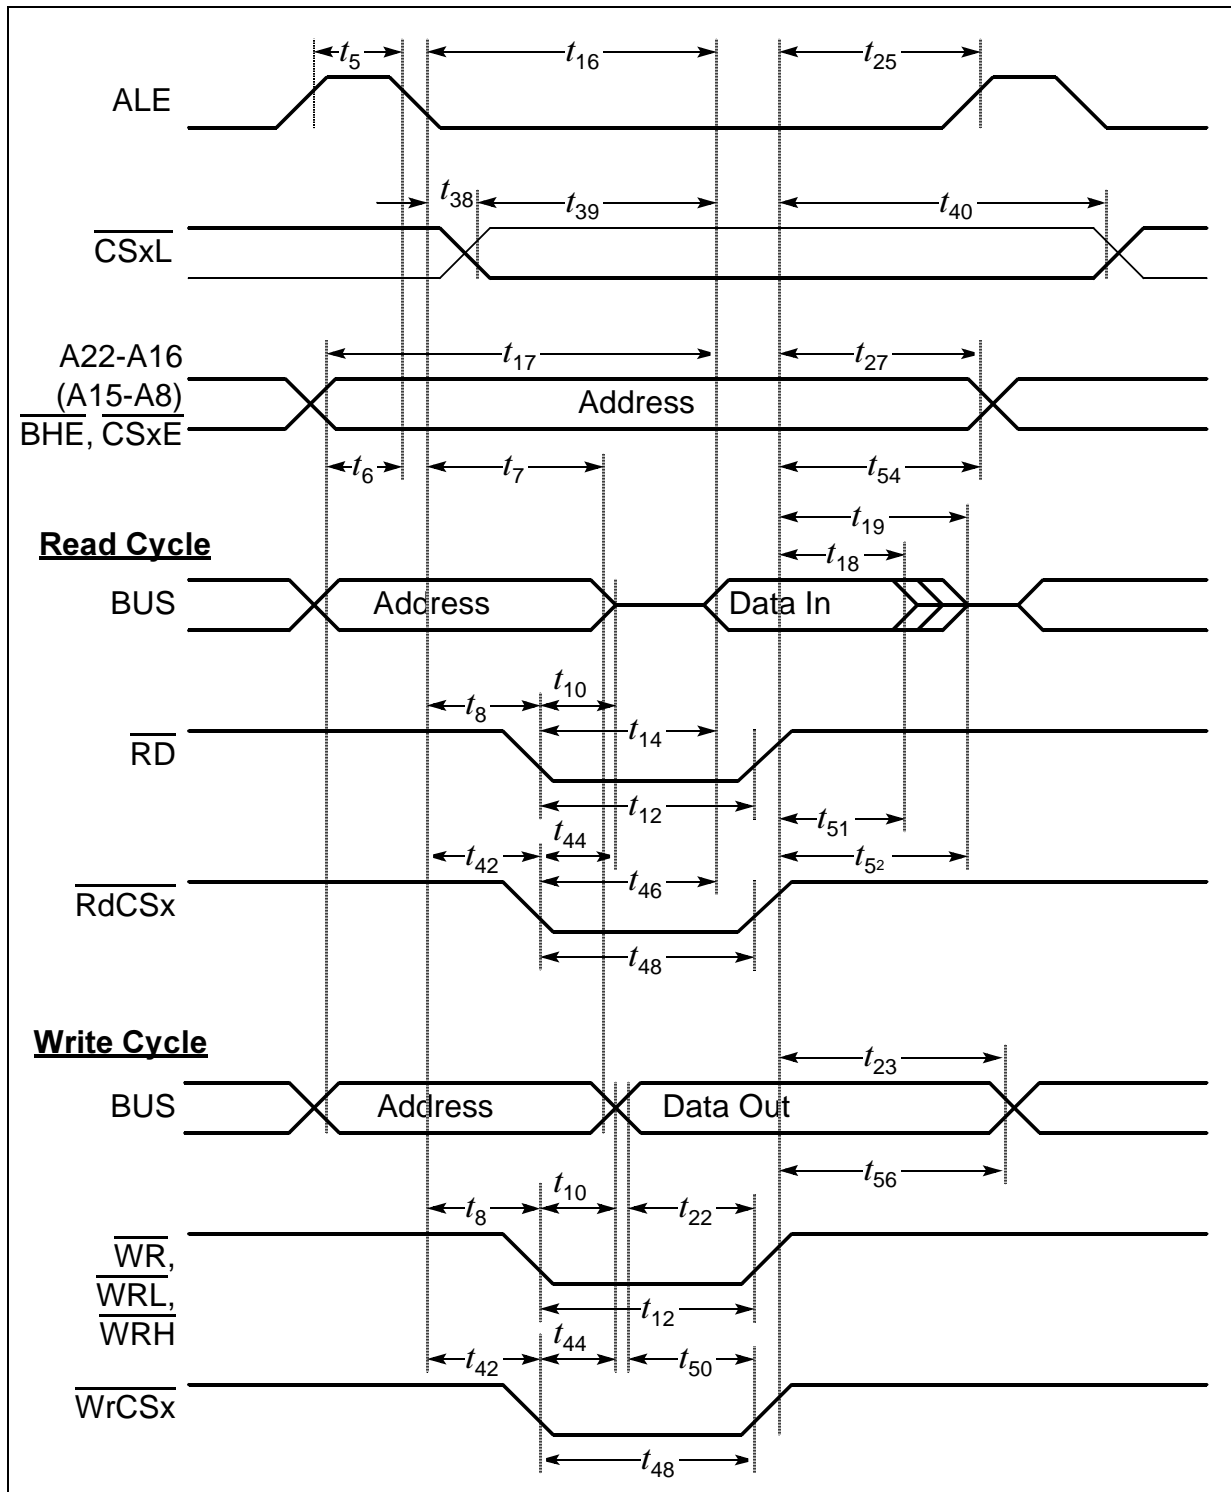 t5 t16 t25
ALE
t38 t39 t40
CSxL
A22-A16
(A15-A8)
BHE, CSxE
t17 t27
Address
t6 t7 t54
t19
Read Cycle
t18
BUS Address Data In
t10
t8
t14
RD
t12 t51
t44
t42 t52
t46
RdCSx
t48
Write Cycle
t23
BUS Address Data Out
t56
t10
t8 t22
WR,
WRL,
WRH
t12
t44
t42 t50
WrCSx
t48